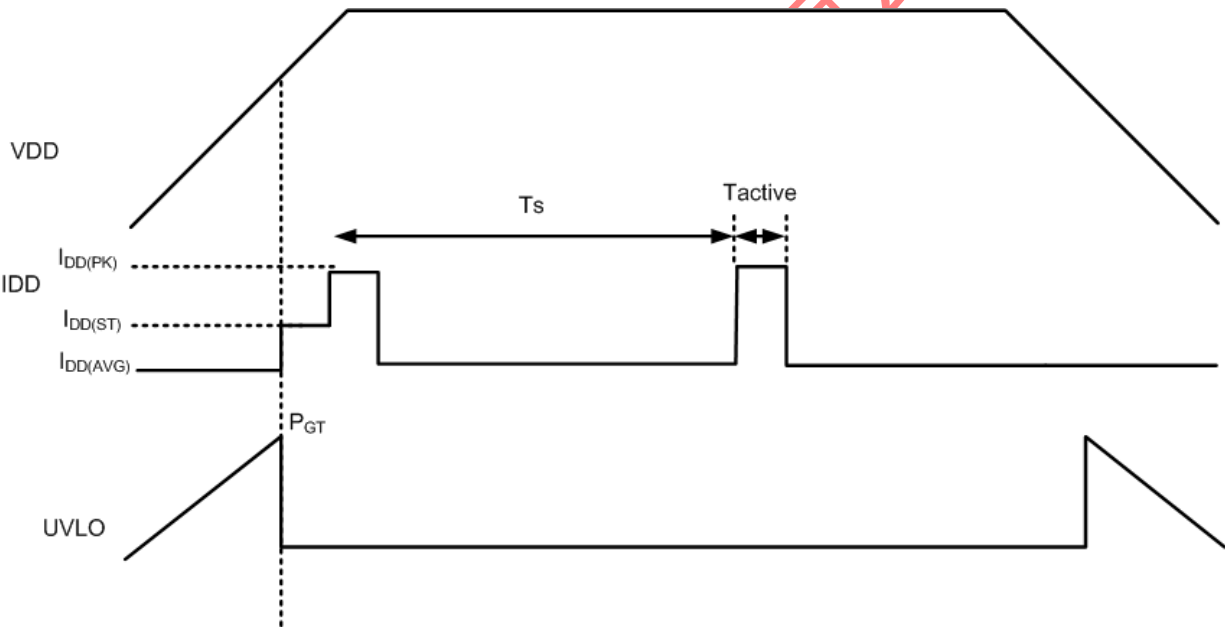 VDD
Ts
Tactive
IDD(PK)
IDD
IDD(ST)
IDD(AVG)
PGT
UVLO